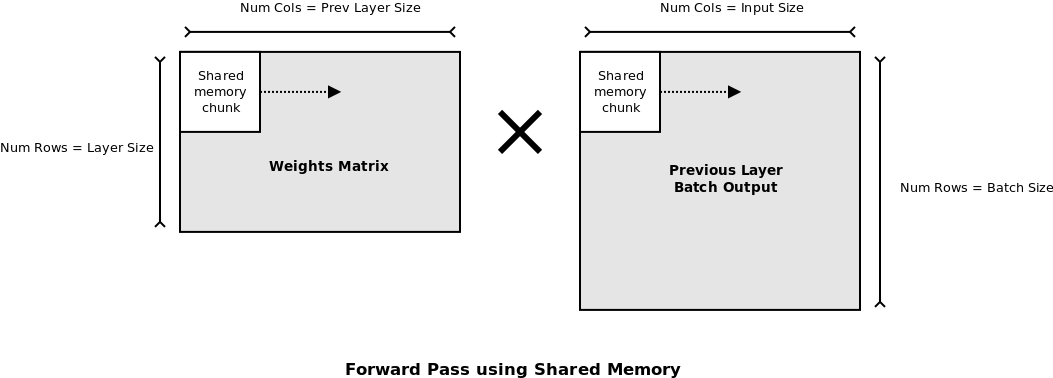 Num Cols = Prev Layer Size
Num Cols = Input Size
Shared
memory
chunk
Shared
memory
chunk
Num Rows = Layer Size
Weights Matrix
Previous Layer
Batch Output
Num Rows = Batch Size
Forward Pass using Shared Memory